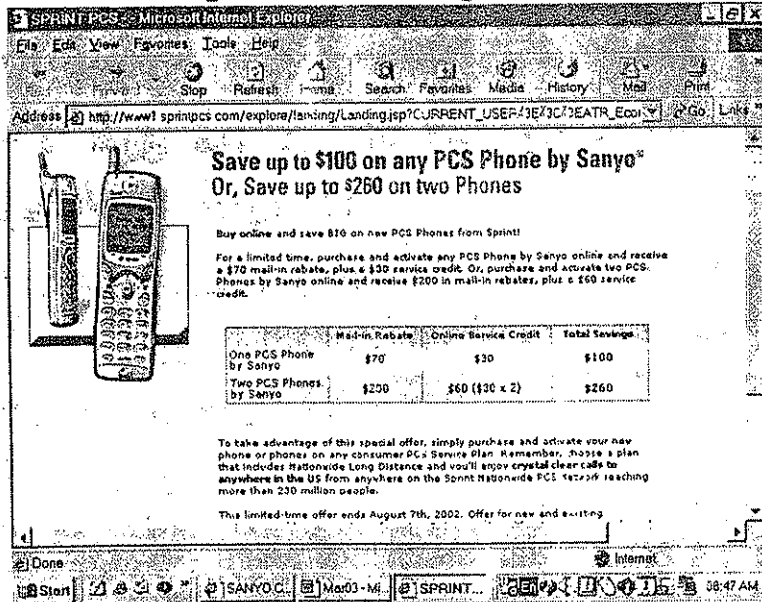 SPRINT PCS - Microsoft Internet Explorer
File Edit View Favorites Tools Help
Stop Refresh Home Search Favorites Media History Mail Print
Address http://www1.sprintpcs.com/explore/landing/Landing.jsp?CURRENT_USER Go Links
Save up to $100 on any PCS Phone by Sanyo®
Or, Save up to $260 on two Phones
Buy online and save on new PCS Phones from Sprint!
For a limited time, purchase and activate any PCS Phone by Sanyo online and receive
a $70 mail-in rebate, plus a $30 service credit. Or, purchase and activate two PCS
Phones by Sanyo online and receive $200 in mail-in rebates, plus a $60 service
credit.
Mail-in Rebate Online Service Credit Total Savings
One PCS Phone $70 $30 $100
by Sanyo
Two PCS Phones $200 $60 ($30 x 2) $260
by Sanyo
To take advantage of this special offer, simply purchase and activate your new
phone or phones on any consumer PCS Service Plan. Remember, choose a plan
that includes Nationwide Long Distance and you'll enjoy crystal clear calls to
anywhere in the US from anywhere on the Sprint Nationwide PCS Network reaching
more than 230 million people.
This limited-time offer ends August 7th, 2002. Offer for new and existing
Done Internet
Start SANYO C... Mar03 - Mi... SPRINT... 08:47 AM